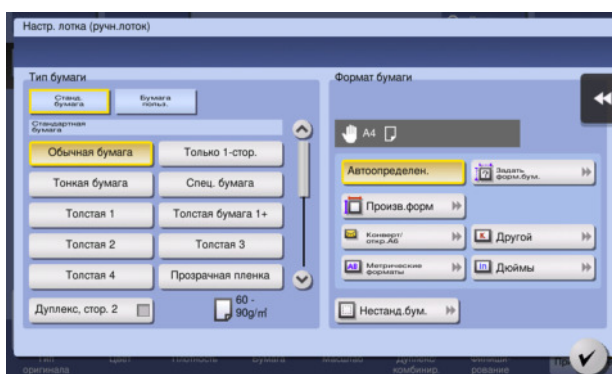 Настр. лотка (ручн.лоток)
Тип бумаги
Станд. бумага
Бумага польз.
Стандартная бумага
Обычная бумага
Только 1-стор.
Тонкая бумага
Спец. бумага
Толстая 1
Толстая бумага 1+
Толстая 2
Толстая 3
Толстая 4
Прозрачная пленка
Дуплекс, стор. 2
60 -
90g/㎡
Формат бумаги
A4
Автоопределен.
Задать форм.бум.
Произв.форм
Конверт/
откр.A6
Другой
Метрические форматы
Дюймы
Нестанд.бум.
оригинала
комбинир.
рование